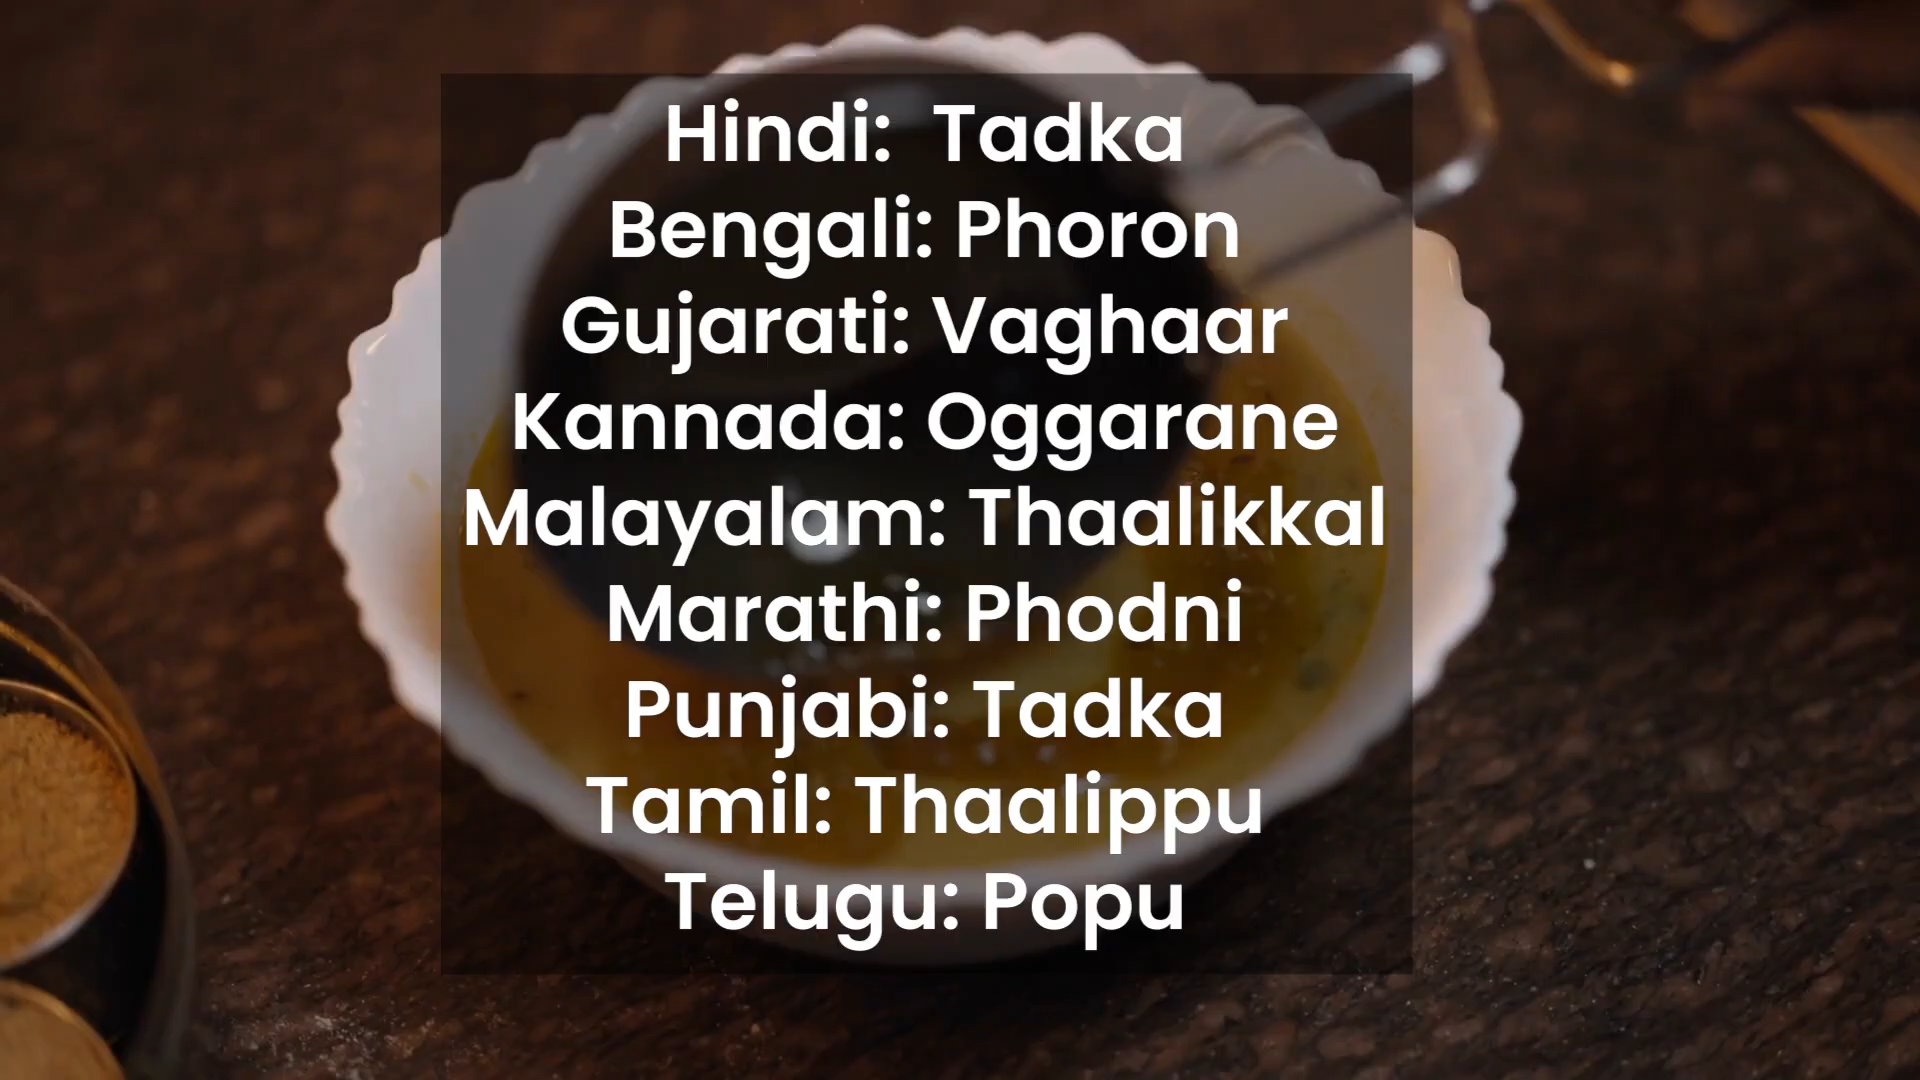 Hindi: Tadka
Bengali: Phoron
Gujarati: Vaghaar
Kannada: Oggarane
Malayalam: Thaalikkal
Marathi: Phodni
Punjabi: Tadka
Tamil: Thaalippu
Telugu: Popu